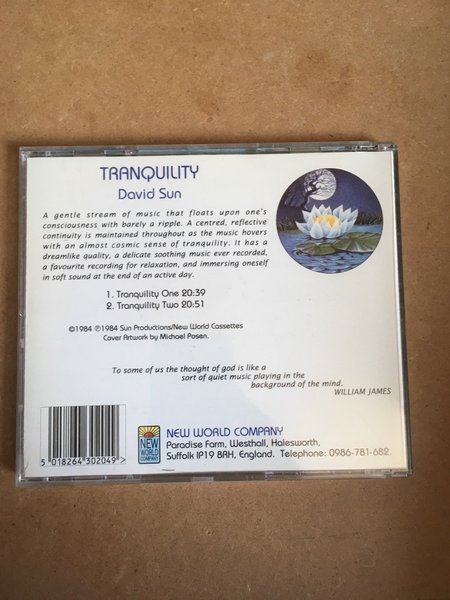 TRANQUILITY
David Sun
A gentle stream of music that floats upon one's
consciousness with barely a ripple. A centred, reflective
continuity is maintained throughout as the music hovers
with an almost cosmic sense of tranquility. It has a
dreamlike quality, a delicate soothing music ever recorded,
a favourite recording for relaxation, and immersing oneself
in soft sound at the end of an active day.
1. Tranquility One 20:39
2. Tranquility Two 20:51
©1984 ℗1984 Sun Productions/New World Cassettes
Cover Artwork by Michael Posen.
To some of us the thought of god is like a
sort of quiet music playing in the
background of the mind.
WILLIAM JAMES
5 018264 302049 >
NEW WORLD COMPANY
NEW WORLD COMPANY
Paradise Farm, Westhall, Halesworth,
Suffolk IP19 8RH, England. Telephone: 0986-781-682.